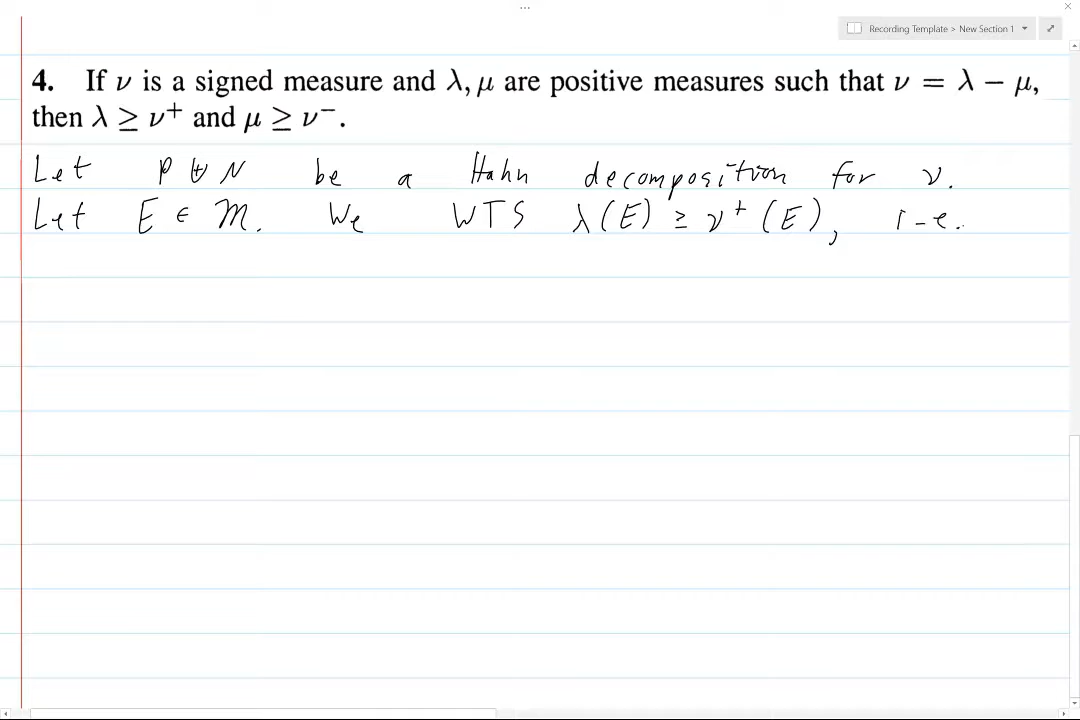 Recording Template > New Section 1
4. If ν is a signed measure and λ, μ are positive measures such that ν = λ − μ,
then λ ≥ ν⁺ and μ ≥ ν⁻.
Let P ⊎ N be a Hahn decomposition for ν.
Let E ∈ M. We WTS λ(E) ≥ ν⁺(E), i-e.